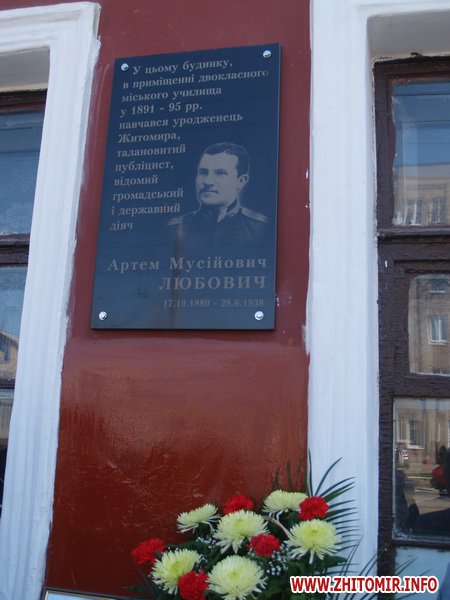 У цьому будинку,
в приміщенні двокласного
міського училища
у 1891 - 95 рр.
навчався уродженець
Житомира,
талановитий
публіцист,
відомий
громадський
і державний
діяч
Артем Мусійович
ЛЮБОВИЧ
17.10.1880 - 28.6.1938
WWW.ZHITOMIR.INFO